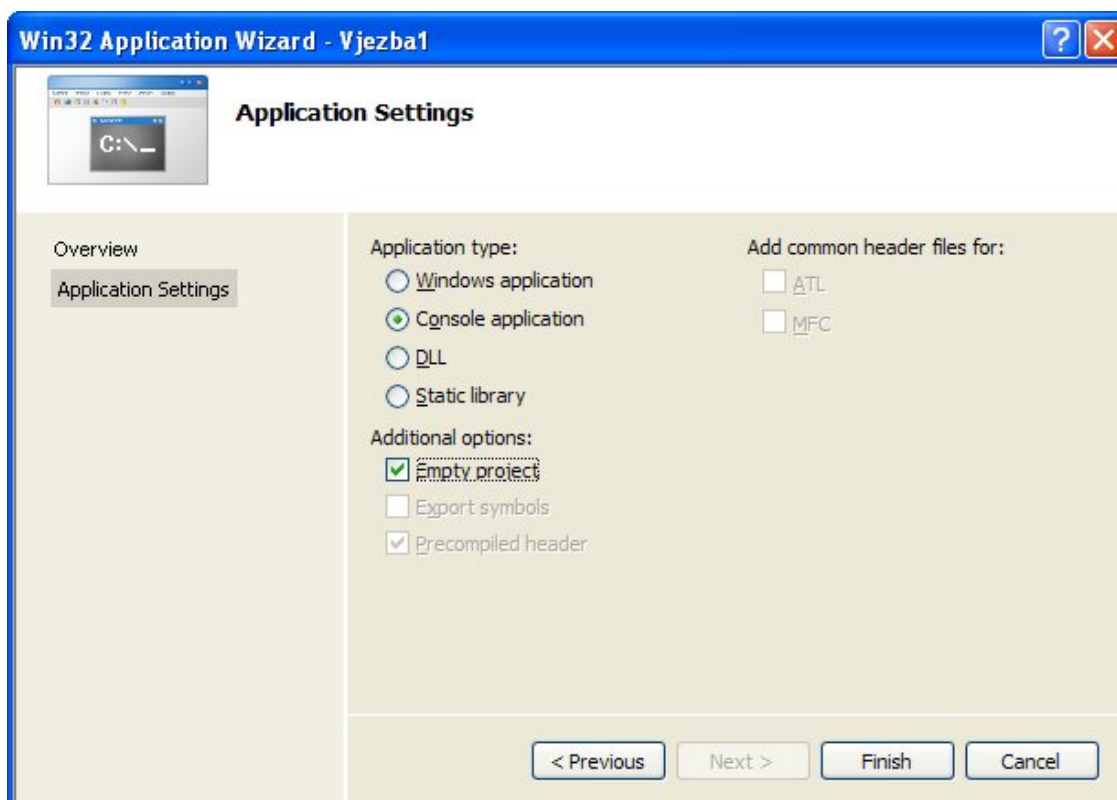 Win32 Application Wizard - Vjezba1
C:\_
Application Settings
Overview
Application Settings
Application type:
Windows application
Console application
DLL
Static library
Additional options:
Empty project
Export symbols
Precompiled header
Add common header files for:
ATL
MFC
< Previous
Next >
Finish
Cancel